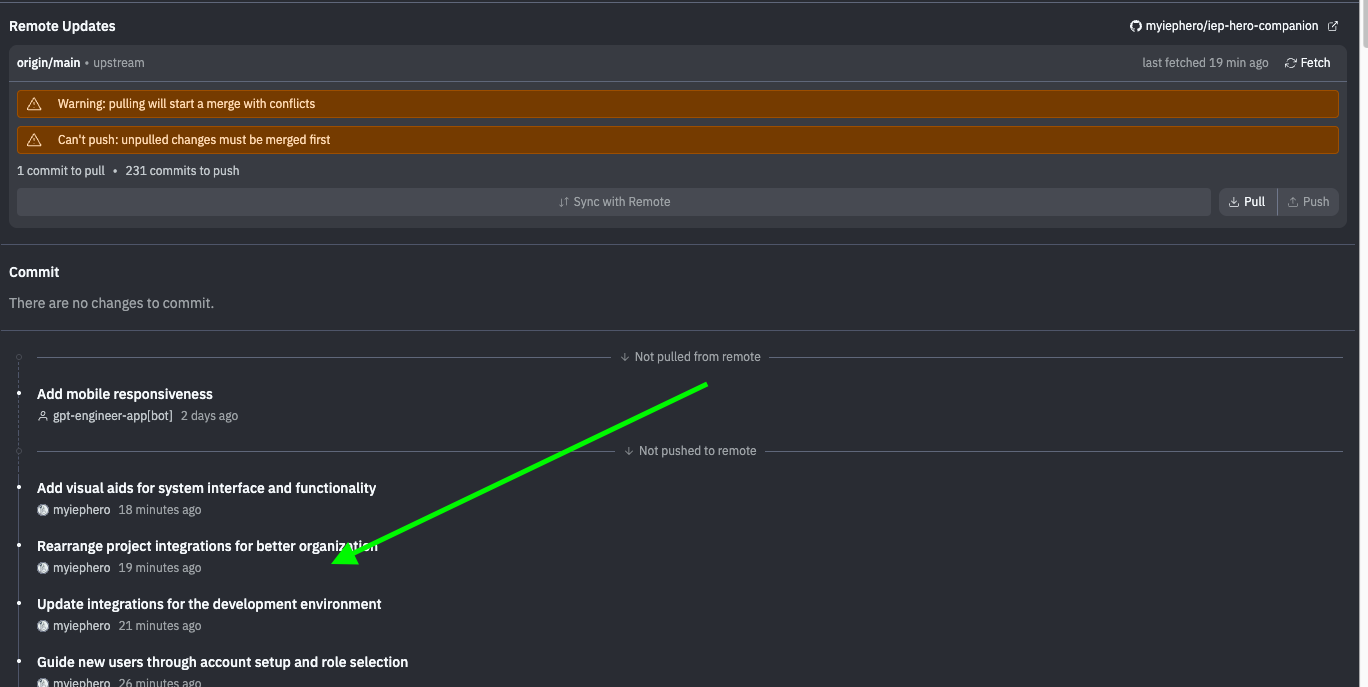 Remote Updates
myiephero/iep-hero-companion
origin/main • upstream
last fetched 19 min ago
Fetch
Warning: pulling will start a merge with conflicts
Can't push: unpulled changes must be merged first
1 commit to pull • 231 commits to push
Sync with Remote
Pull
Push
Commit
There are no changes to commit.
Not pulled from remote
Add mobile responsiveness
gpt-engineer-app[bot] 2 days ago
Not pushed to remote
Add visual aids for system interface and functionality
myiephero 18 minutes ago
Rearrange project integrations for better organization
myiephero 19 minutes ago
Update integrations for the development environment
myiephero 21 minutes ago
Guide new users through account setup and role selection
myiephero 26 minutes ago